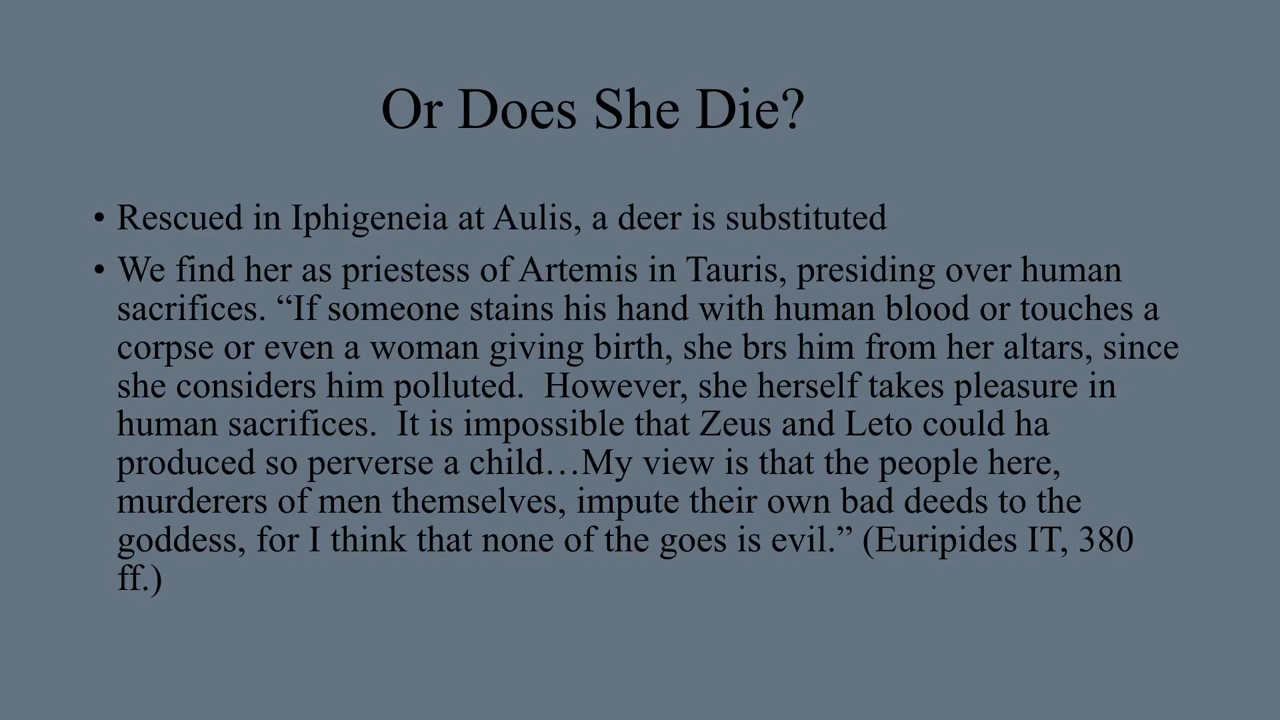 Or Does She Die?
• Rescued in Iphigeneia at Aulis, a deer is substituted
• We find her as priestess of Artemis in Tauris, presiding over human
sacrifices. “If someone stains his hand with human blood or touches a
corpse or even a woman giving birth, she brs him from her altars, since
she considers him polluted.  However, she herself takes pleasure in
human sacrifices.  It is impossible that Zeus and Leto could ha
produced so perverse a child…My view is that the people here,
murderers of men themselves, impute their own bad deeds to the
goddess, for I think that none of the goes is evil.” (Euripides IT, 380
ff.)